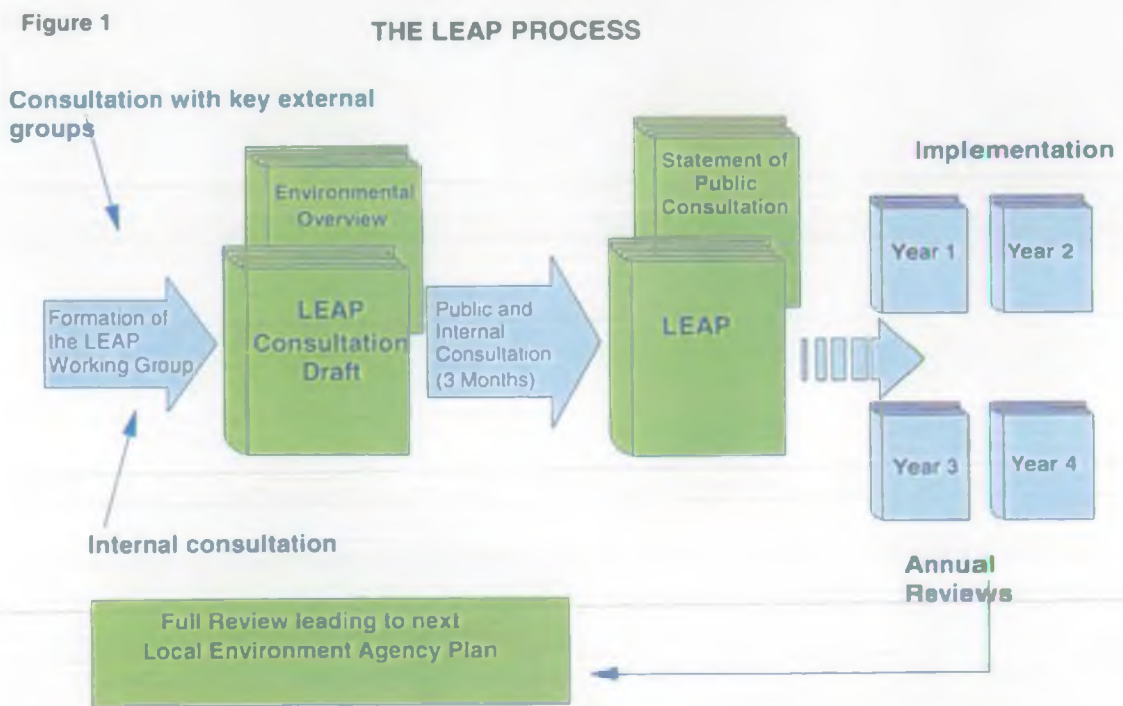 Figure 1
THE LEAP PROCESS
Consultation with key external
groups
Environmental
Overview
Statement of
Public
Consultation
Implementation
Year 1
Year 2
Formation of
the LEAP
Working Group
LEAP
Consultation
Draft
Public and
Internal
Consultation
(3 Months)
LEAP
Year 3
Year 4
Internal consultation
Annual
Reviews
Full Review leading to next
Local Environment Agency Plan